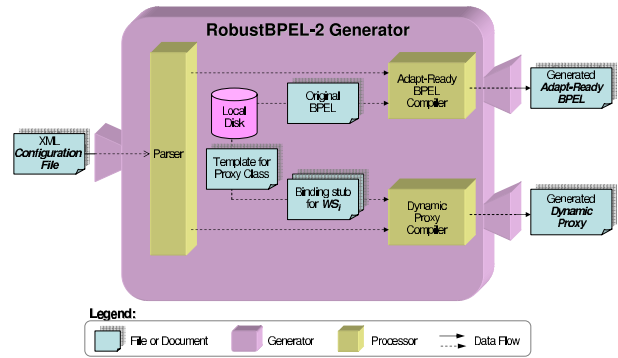 RobustBPEL-2 Generator
XML
Configuration
File
Parser
Local
Disk
Original
BPEL
Adapt-Ready
BPEL
Compiler
Generated
Adapt-Ready
BPEL
Template for
Proxy Class
Binding stub
for WSi
Dynamic
Proxy
Compiler
Generated
Dynamic
Proxy
Legend:
File or Document
Generator
Processor
Data Flow